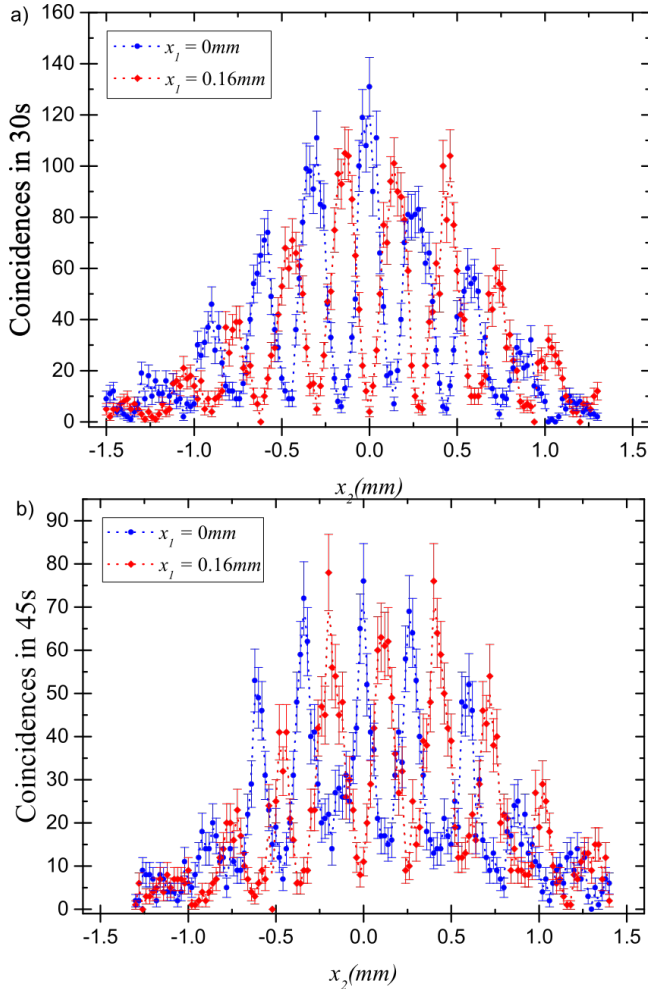 a)
160
140
120
100
80
60
40
20
0
Coincidences in 30s
x₁ = 0mm
x₁ = 0.16mm
-1.5 -1.0 -0.5 0.0 0.5 1.0 1.5
x₂(mm)
b)
90
80
70
60
50
40
30
20
10
0
Coincidences in 45s
x₁ = 0mm
x₁ = 0.16mm
-1.5 -1.0 -0.5 0.0 0.5 1.0 1.5
x₂(mm)